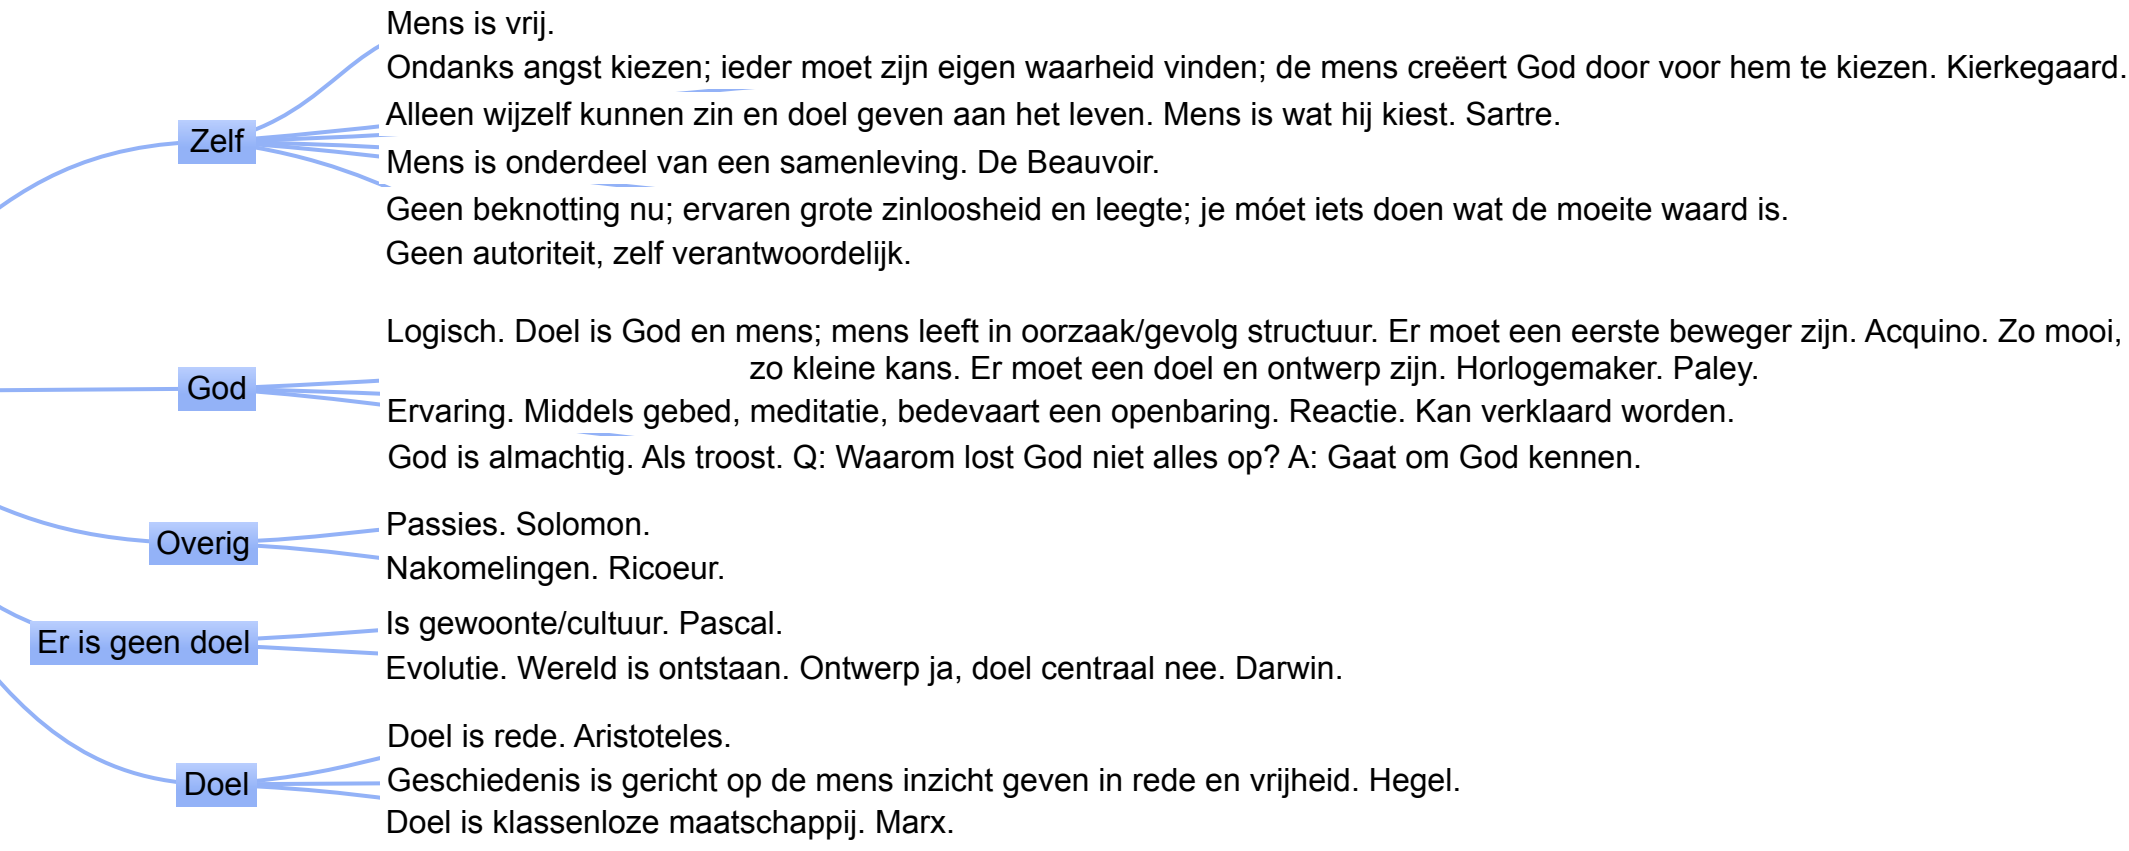 Zelf
Mens is vrij.
Ondanks angst kiezen; ieder moet zijn eigen waarheid vinden; de mens creëert God door voor hem te kiezen. Kierkegaard.
Alleen wijzelf kunnen zin en doel geven aan het leven. Mens is wat hij kiest. Sartre.
Mens is onderdeel van een samenleving. De Beauvoir.
Geen beknotting nu; ervaren grote zinloosheid en leegte; je móet iets doen wat de moeite waard is.
Geen autoriteit, zelf verantwoordelijk.
God
Logisch. Doel is God en mens; mens leeft in oorzaak/gevolg structuur. Er moet een eerste beweger zijn. Acquino. Zo mooi,
zo kleine kans. Er moet een doel en ontwerp zijn. Horlogemaker. Paley.
Ervaring. Middels gebed, meditatie, bedevaart een openbaring. Reactie. Kan verklaard worden.
God is almachtig. Als troost. Q: Waarom lost God niet alles op? A: Gaat om God kennen.
Overig
Passies. Solomon.
Nakomelingen. Ricoeur.
Er is geen doel
Is gewoonte/cultuur. Pascal.
Evolutie. Wereld is ontstaan. Ontwerp ja, doel centraal nee. Darwin.
Doel
Doel is rede. Aristoteles.
Geschiedenis is gericht op de mens inzicht geven in rede en vrijheid. Hegel.
Doel is klassenloze maatschappij. Marx.